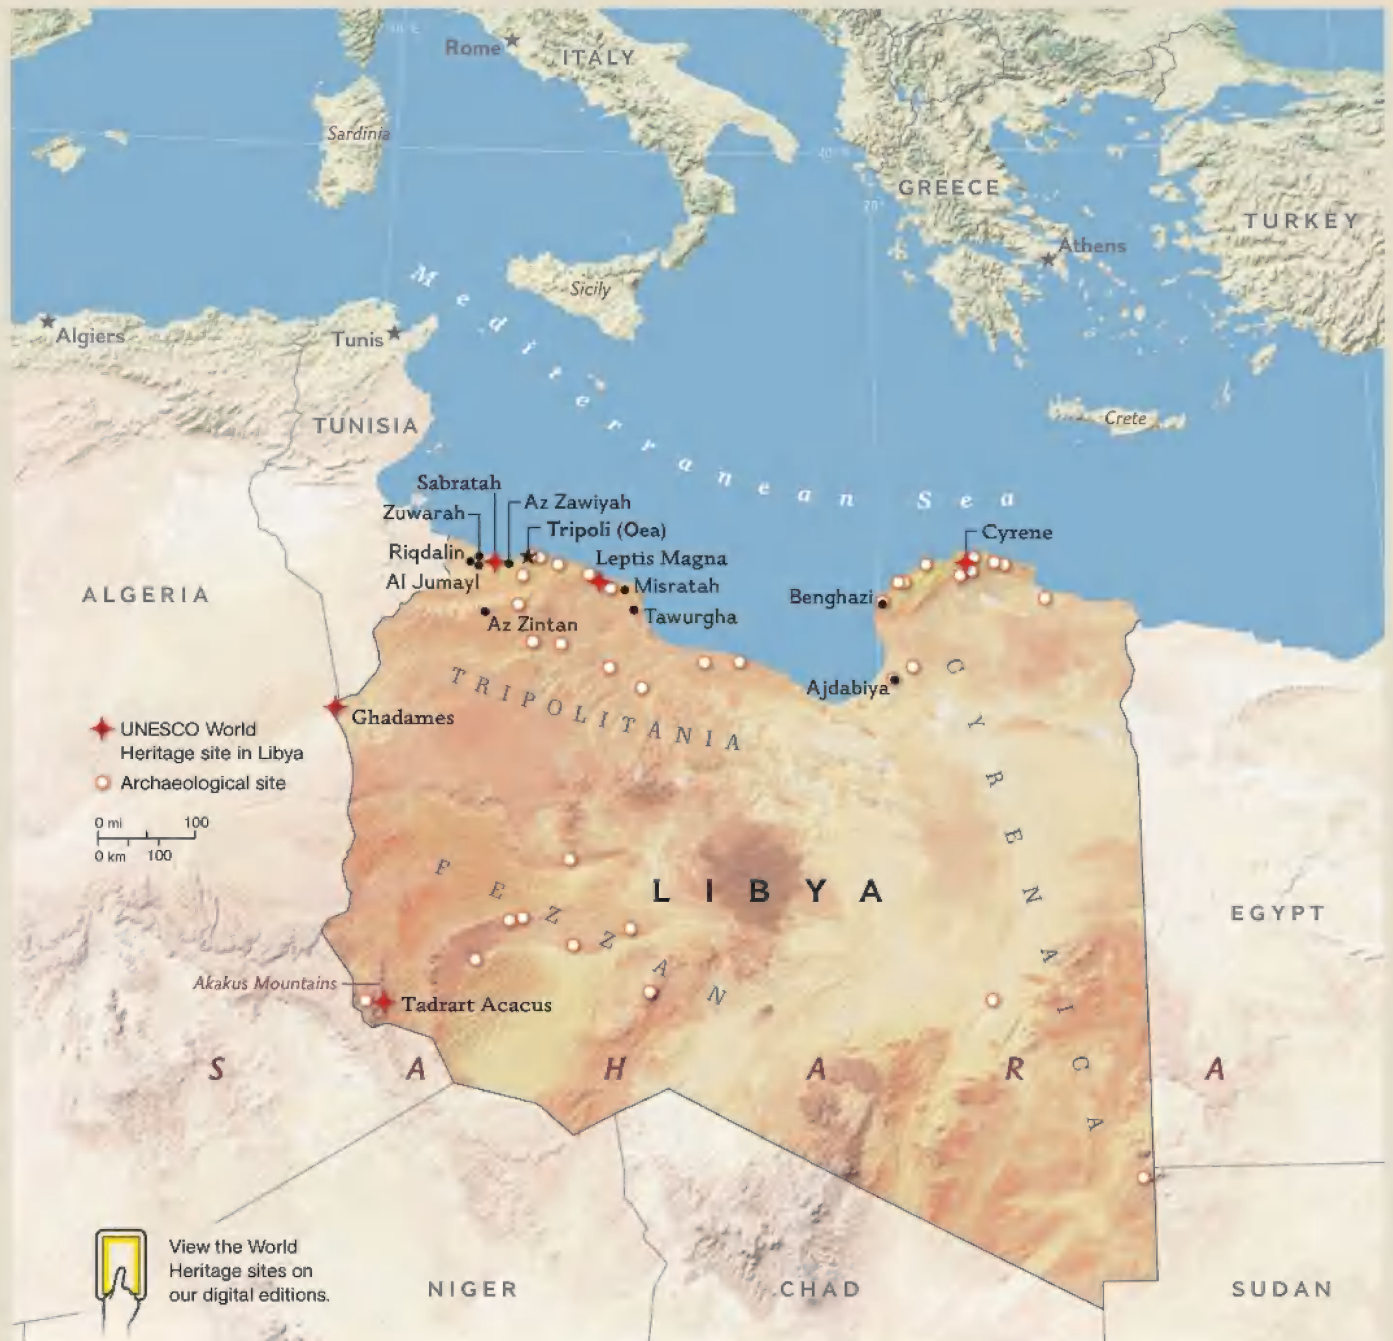 10° E
Rome
ITALY
Sardinia
40° N
GREECE
20°
TURKEY
Athens
Mediterranean Sea
Sicily
Algiers
Tunis
Crete
TUNISIA
Sabratah
Az Zawiyah
Zuwarah
Tripoli (Oea)
Cyrene
Riqdalin
Leptis Magna
Al Jumayl
Misratah
ALGERIA
Benghazi
Tawurgha
Az Zintan
TRIPOLITANIA
Ajdabiya
CYRENAICA
Ghadames
UNESCO World
Heritage site in Libya
Archaeological site
0 mi 100
0 km 100
FEZZAN
LIBYA
EGYPT
Akakus Mountains
Tadrart Acacus
SAHARA
View the World
Heritage sites on
our digital editions.
NIGER
CHAD
SUDAN